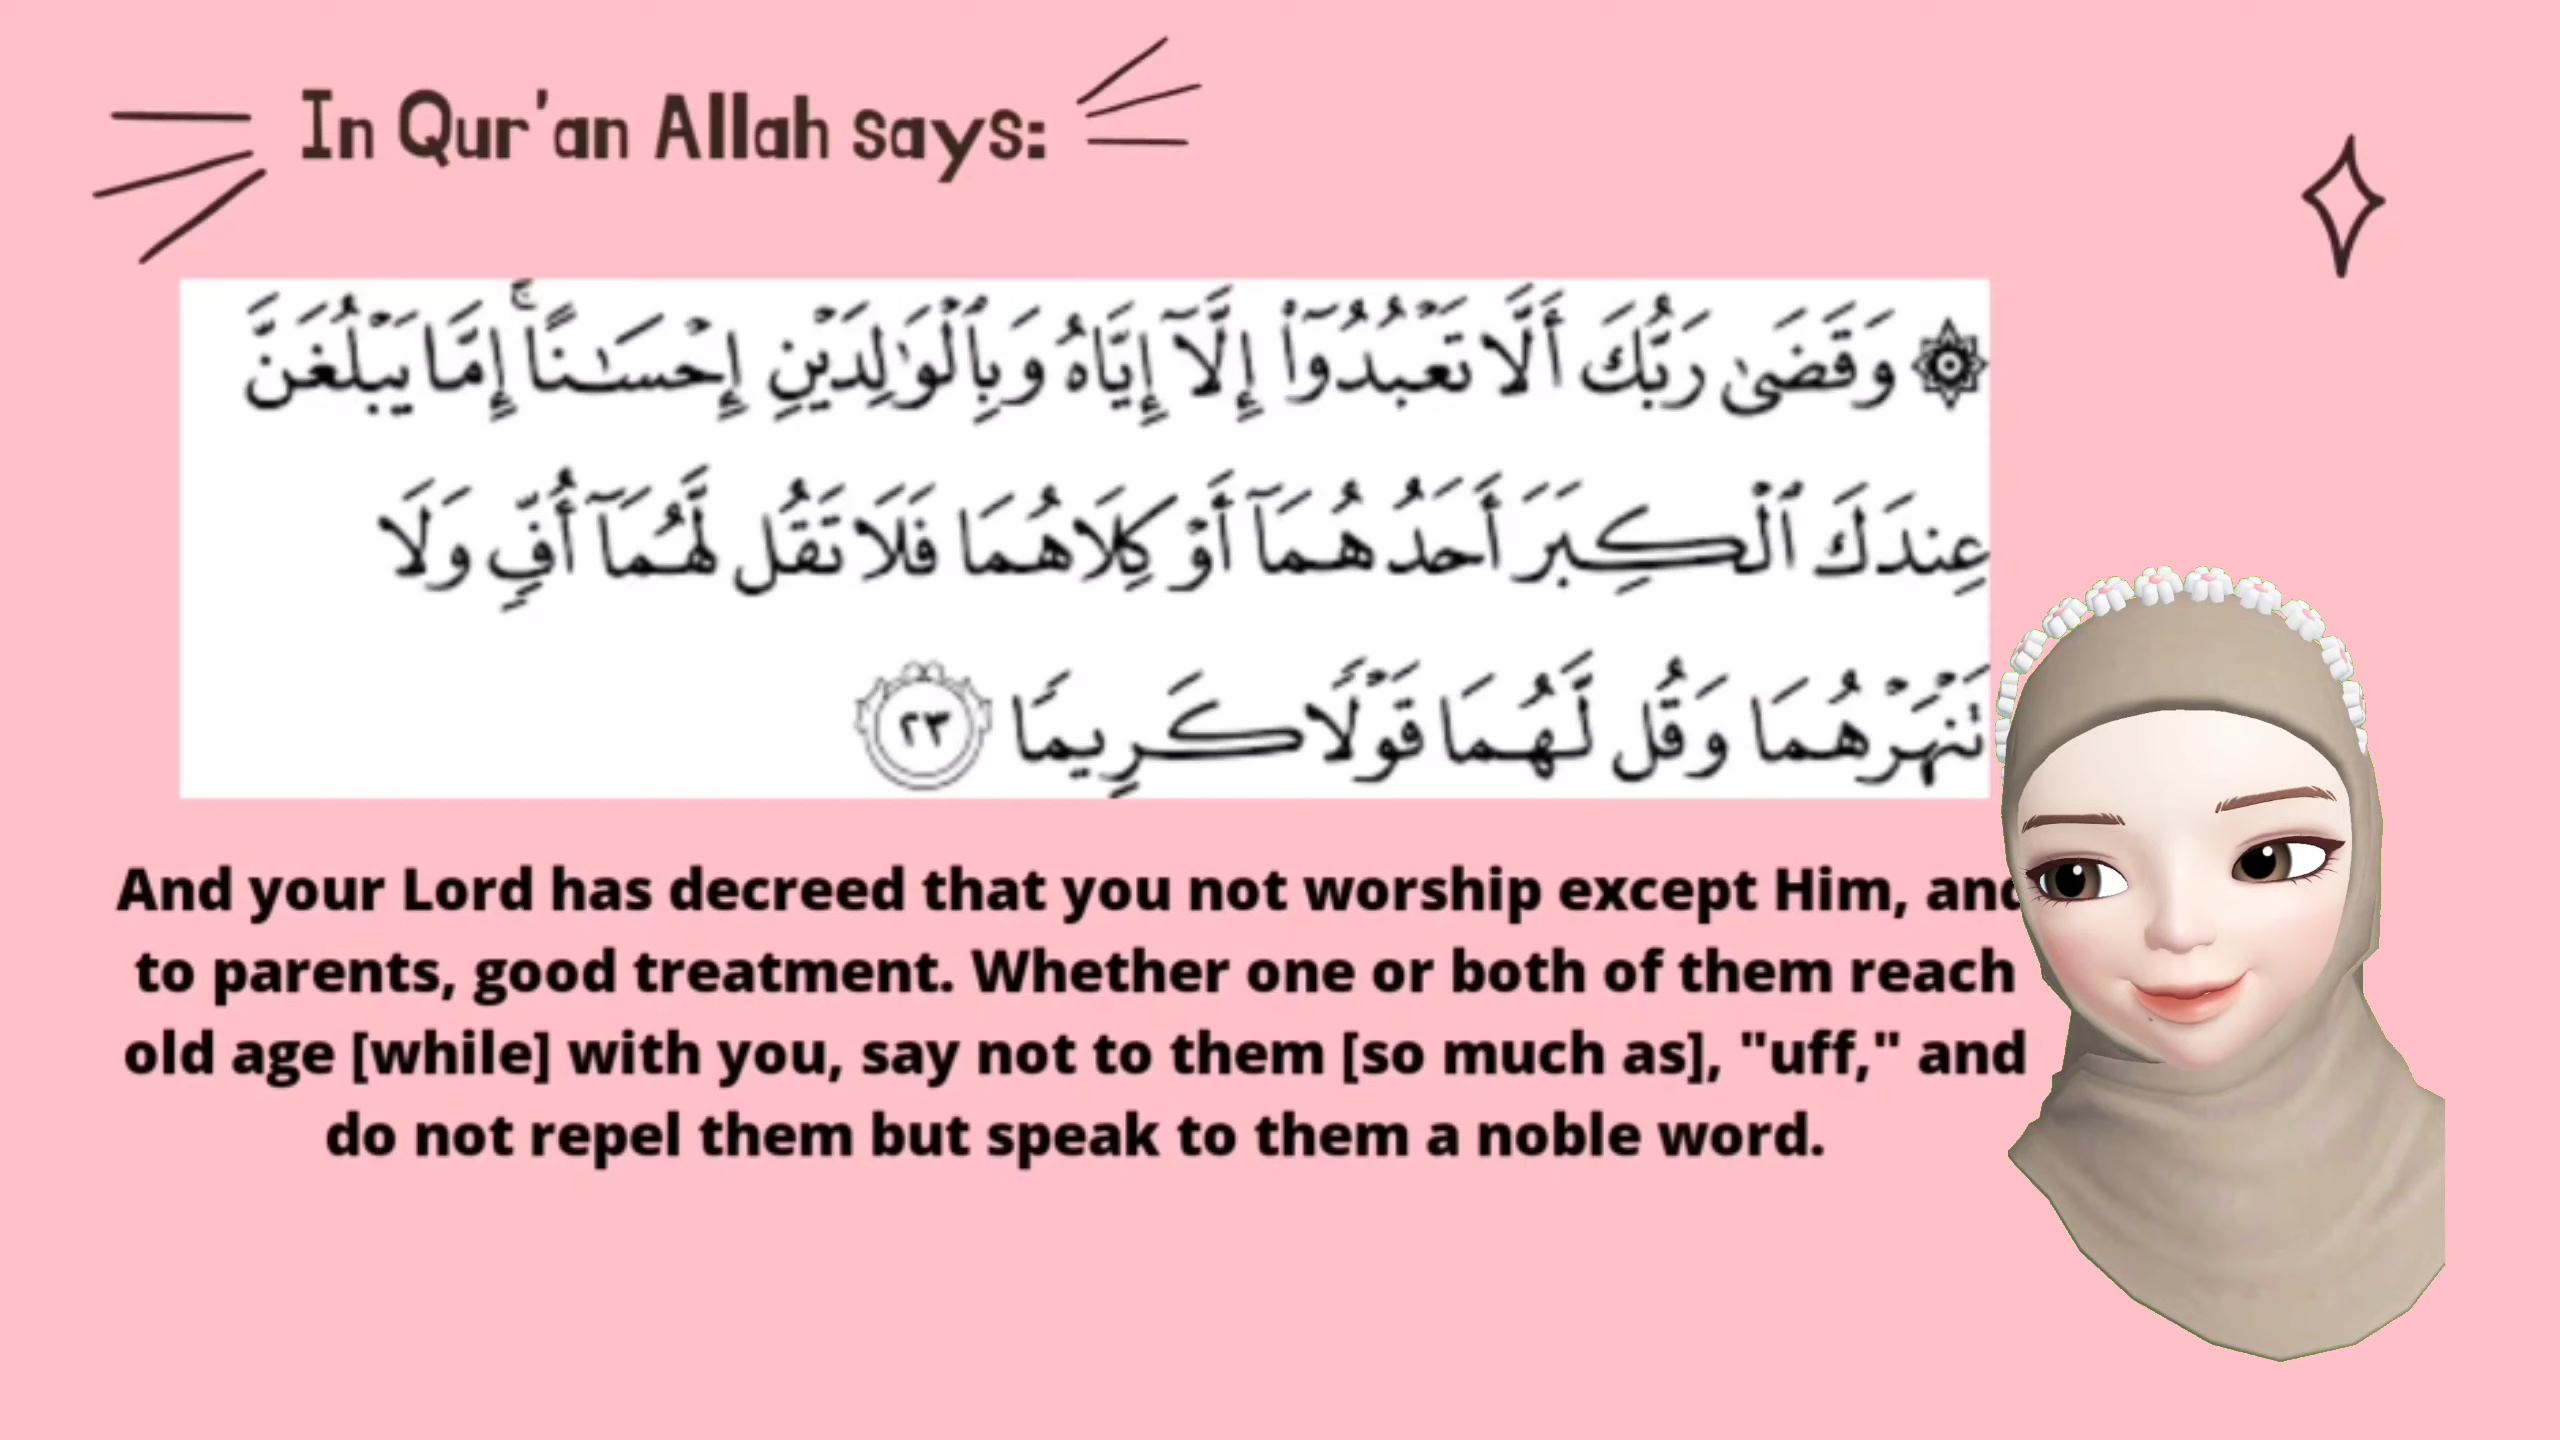 In Qur'an Allah says:
۞ وَقَضَىٰ رَبُّكَ أَلَّا تَعْبُدُوٓا۟ إِلَّآ إِيَّاهُ وَبِٱلْوَٰلِدَيْنِ إِحْسَـٰنًا ۚ إِمَّا يَبْلُغَنَّ
عِندَكَ ٱلْكِبَرَ أَحَدُهُمَآ أَوْ كِلَاهُمَا فَلَا تَقُل لَّهُمَآ أُفٍّ وَلَا
تَنْهَرْهُمَا وَقُل لَّهُمَا قَوْلًا كَرِيمًا ٢٣
And your Lord has decreed that you not worship except Him, and
to parents, good treatment. Whether one or both of them reach
old age [while] with you, say not to them [so much as], "uff," and
do not repel them but speak to them a noble word.